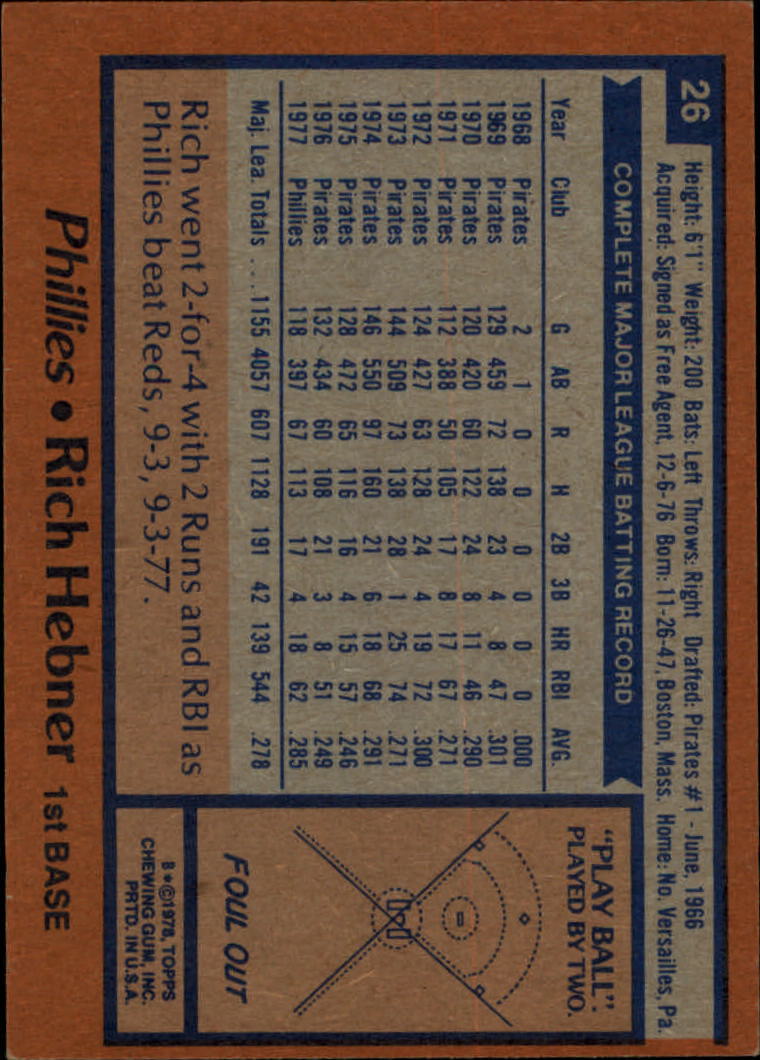 26
Height: 6'1" Weight: 200 Bats: Left Throws: Right Drafted: Pirates #1 - June, 1966
Acquired: Signed as Free Agent, 12-6-76 Born: 11-26-47, Boston, Mass. Home: No. Versailles, Pa.
COMPLETE MAJOR LEAGUE BATTING RECORD
Year Club G AB R H 2B 3B HR RBI AVG.
1968 Pirates 2 1 0 0 0 0 0 0 .000
1969 Pirates 129 459 72 138 23 4 8 47 .301
1970 Pirates 120 420 60 122 24 8 11 46 .290
1971 Pirates 112 388 50 105 17 8 17 67 .271
1972 Pirates 124 427 63 128 24 4 19 72 .300
1973 Pirates 144 509 73 138 28 1 25 74 .271
1974 Pirates 146 550 97 160 21 6 18 68 .291
1975 Pirates 128 472 65 116 16 4 15 57 .246
1976 Pirates 132 434 60 108 21 3 8 51 .249
1977 Phillies 118 397 67 113 17 4 18 62 .285
Maj. Lea. Totals ... 1155 4057 607 1128 191 42 139 544 .278
Rich went 2-for-4 with 2 Runs and RBI as
Phillies beat Reds, 9-3, 9-3-77.
"PLAY BALL":
PLAYED BY TWO.
FOUL OUT
B*©1978, TOPPS
CHEWING GUM, INC.
PRTD. IN U.S.A.
Phillies • Rich Hebner 1st BASE